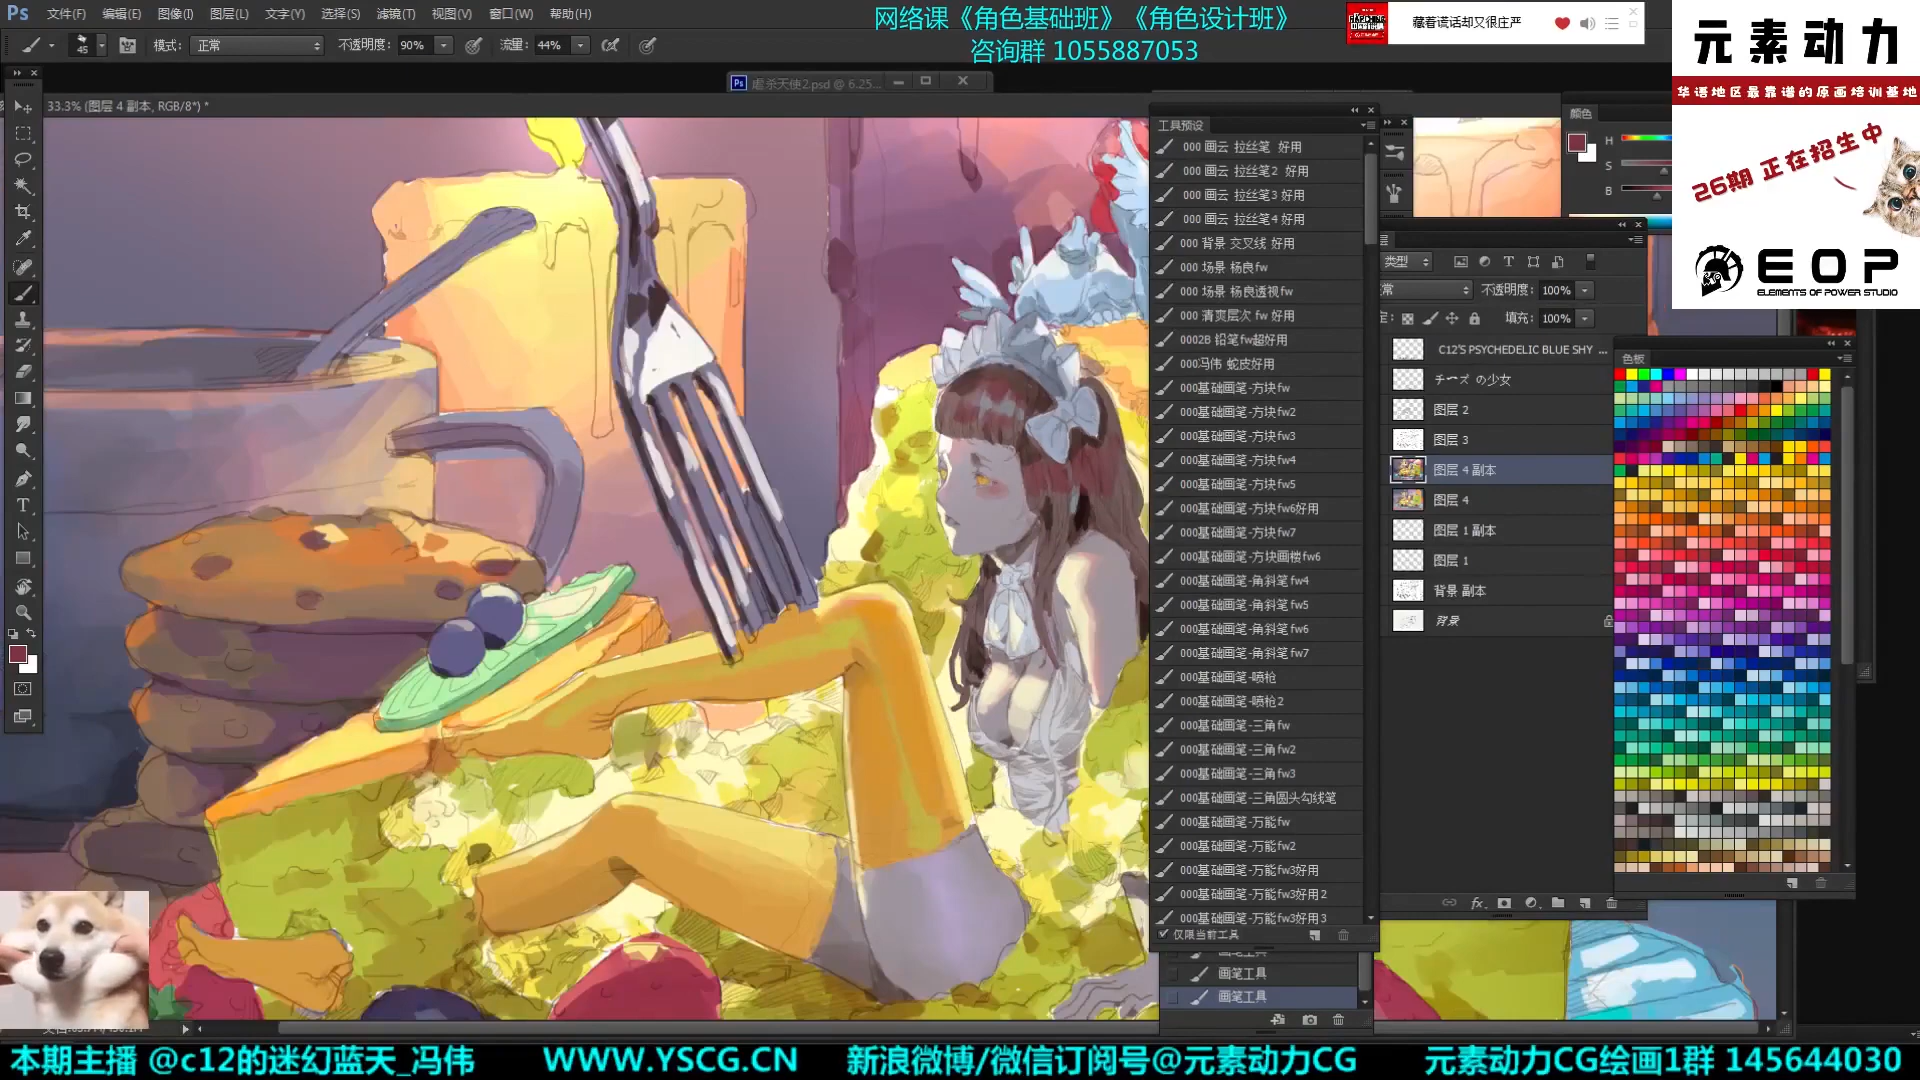 Ps 文件(F) 编辑(E) 图像(I) 图层(L) 文字(Y) 选择(S) 滤镜(T) 视图(V) 窗口(W) 帮助(H)
网络课《角色基础班》《角色设计班》
咨询群 1055887053
藏着谎话却又很庄严
元素动力
华语地区最靠谱的原画培训基地
26期 正在招生中
EOP
ELEMENTS OF POWER STUDIO
45 模式: 正常 不透明度: 90% 流量: 44%
虐杀天使2.psd @ 6.25...
33.3% (图层 4 副本, RGB/8*) *
工具预设
000 画云 拉丝笔 好用
000 画云 拉丝笔2 好用
000 画云 拉丝笔3 好用
000 画云 拉丝笔4 好用
000 背景 交叉线 好用
000 场景 杨良fw
000 场景 杨良透视fw
000 清爽层次 fw 好用
0002B 铅笔fw超好用
000冯伟 蛇皮好用
000基础画笔-方块fw
000基础画笔-方块fw2
000基础画笔-方块fw3
000基础画笔-方块fw4
000基础画笔-方块fw5
000基础画笔-方块fw6好用
000基础画笔-方块fw7
000基础画笔-方块画楷fw6
000基础画笔-角斜笔fw4
000基础画笔-角斜笔fw5
000基础画笔-角斜笔fw6
000基础画笔-角斜笔fw7
000基础画笔-喷枪
000基础画笔-喷枪2
000基础画笔-三角fw
000基础画笔-三角fw2
000基础画笔-三角fw3
000基础画笔-三角圆头勾线笔
000基础画笔-万能fw
000基础画笔-万能fw2
000基础画笔-万能fw3好用
000基础画笔-万能fw3好用2
000基础画笔-万能fw3好用3
仅限当前工具
画笔工具
画笔工具
颜色
H
S
B
类型
常 不透明度: 100%
填充: 100%
C12'S PSYCHEDELIC BLUE SHY ...
チーズ の少女
图层 2
图层 3
图层 4 副本
图层 4
图层 1 副本
图层 1
背景 副本
背景
色板
本期主播 @c12的迷幻蓝天_冯伟 WWW.YSCG.CN 新浪微博/微信订阅号@元素动力CG 元素动力CG绘画1群 145644030